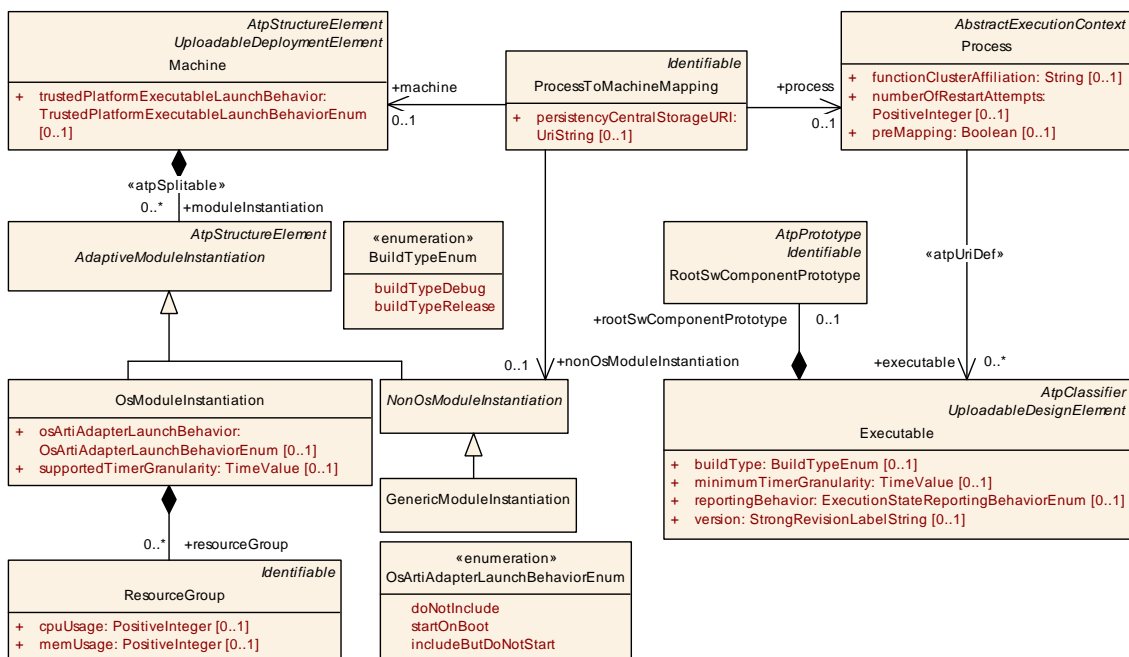 AtpStructureElement
UploadableDeploymentElement
Machine
+ trustedPlatformExecutableLaunchBehavior:
TrustedPlatformExecutableLaunchBehaviorEnum
[0..1]
+machine
0..1
Identifiable
ProcessToMachineMapping
+ persistencyCentralStorageURI:
UriString [0..1]
+process
0..1
AbstractExecutionContext
Process
+ functionClusterAffiliation: String [0..1]
+ numberOfRestartAttempts:
PositiveInteger [0..1]
+ preMapping: Boolean [0..1]
«atpSplitable»
0..* +moduleInstantiation
AtpStructureElement
AdaptiveModuleInstantiation
«enumeration»
BuildTypeEnum
buildTypeDebug
buildTypeRelease
AtpPrototype
Identifiable
RootSwComponentPrototype
«atpUriDef»
+rootSwComponentPrototype 0..1
0..1 +nonOsModuleInstantiation
+executable 0..*
OsModuleInstantiation
+ osArtiAdapterLaunchBehavior:
OsArtiAdapterLaunchBehaviorEnum [0..1]
+ supportedTimerGranularity: TimeValue [0..1]
NonOsModuleInstantiation
AtpClassifier
UploadableDesignElement
Executable
+ buildType: BuildTypeEnum [0..1]
+ minimumTimerGranularity: TimeValue [0..1]
+ reportingBehavior: ExecutionStateReportingBehaviorEnum [0..1]
+ version: StrongRevisionLabelString [0..1]
GenericModuleInstantiation
0..* +resourceGroup
Identifiable
ResourceGroup
+ cpuUsage: PositiveInteger [0..1]
+ memUsage: PositiveInteger [0..1]
«enumeration»
OsArtiAdapterLaunchBehaviorEnum
doNotInclude
startOnBoot
includeButDoNotStart